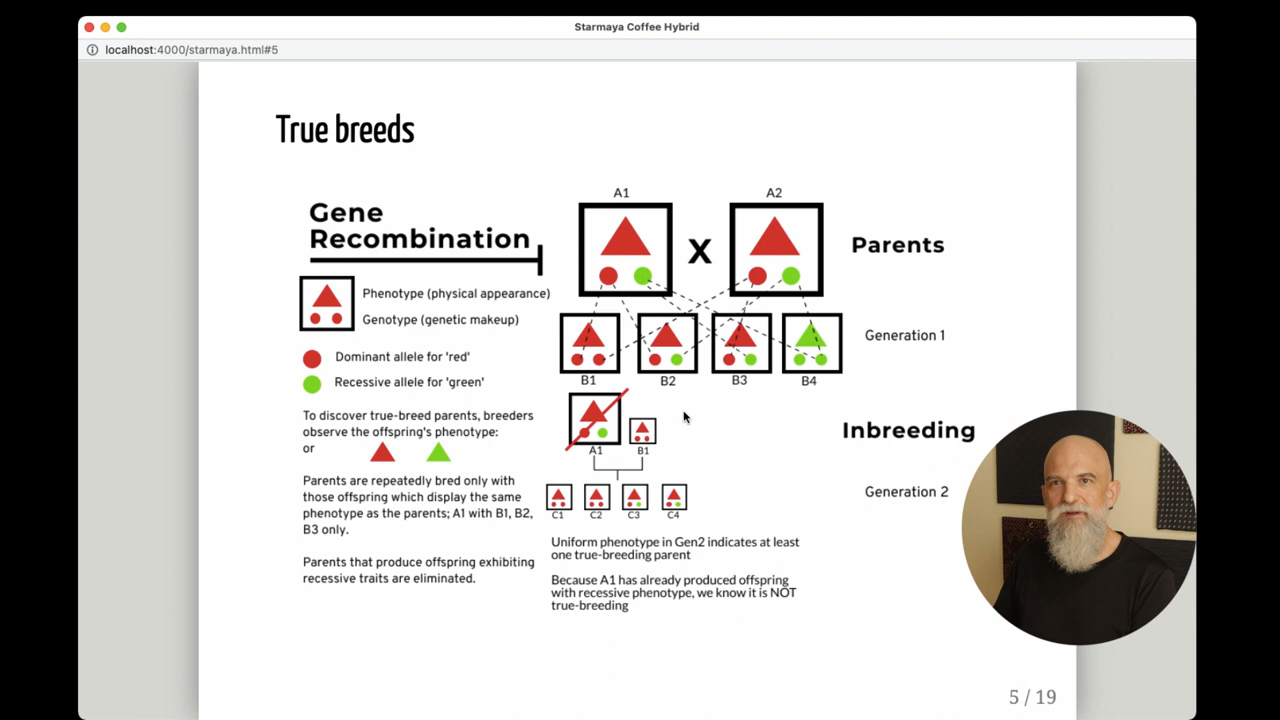 Starmaya Coffee Hybrid
localhost:4000/starmaya.html#5
True breeds
Gene
Recombination
Phenotype (physical appearance)
Genotype (genetic makeup)
Dominant allele for 'red'
Recessive allele for 'green'
To discover true-breed parents, breeders
observe the offspring's phenotype:
or
Parents are repeatedly bred only with
those offspring which display the same
phenotype as the parents; A1 with B1, B2,
B3 only.
Parents that produce offspring exhibiting
recessive traits are eliminated.
A1 A2
X
Parents
Generation 1
B1 B2 B3 B4
Inbreeding
A1 B1
Generation 2
C1 C2 C3 C4
Uniform phenotype in Gen2 indicates at least
one true-breeding parent
Because A1 has already produced offspring
with recessive phenotype, we know it is NOT
true-breeding
5 / 19